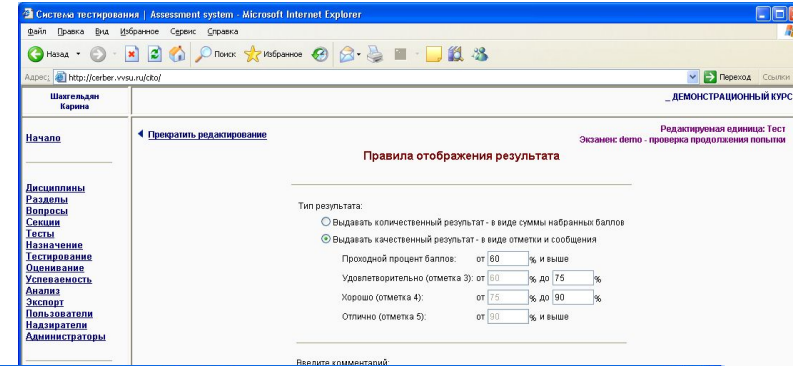 Система тестирования | Assessment system - Microsoft Internet Explorer
Файл Правка Вид Избранное Сервис Справка
Назад Поиск Избранное
Адрес: http://cerber.vvsu.ru/cito/ Переход Ссылки
Шахгельдян
Карина
_ ДЕМОНСТРАЦИОННЫЙ КУРС
Начало
Прекратить редактирование
Редактируемая единица: Тест
Экзамен: demo - проверка продолжения попытки
Правила отображения результата
Дисциплины
Разделы
Вопросы
Секции
Тесты
Назначение
Тестирование
Оценивание
Успеваемость
Анализ
Экспорт
Пользователи
Надзиратели
Администраторы
Тип результата:
Выдавать количественный результат - в виде суммы набранных баллов
Выдавать качественный результат - в виде отметки и сообщения
Проходной процент баллов: от 60 % и выше
Удовлетворительно (отметка 3): от 60 % до 75 %
Хорошо (отметка 4): от 75 % до 90 %
Отлично (отметка 5): от 90 % и выше
Введите комментарий: